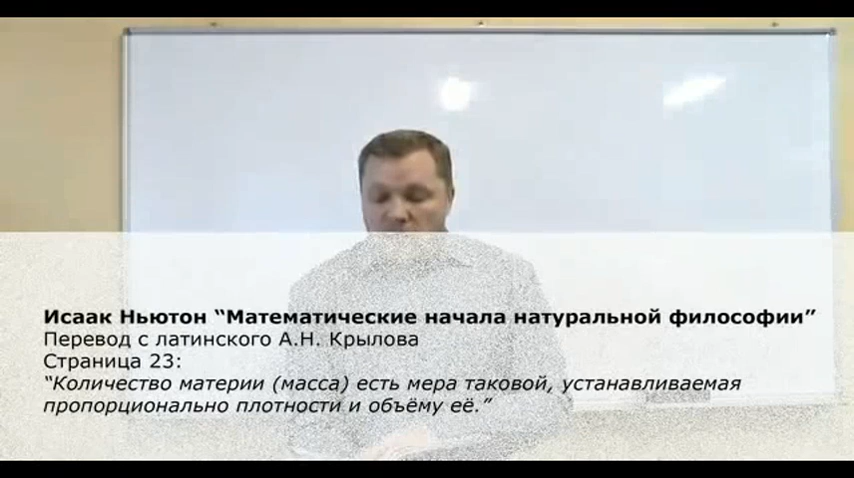 Исаак Ньютон “Математические начала натуральной философии”
Перевод с латинского А.Н. Крылова
Страница 23:
“Количество материи (масса) есть мера таковой, устанавливаемая
пропорционально плотности и объёму её.”